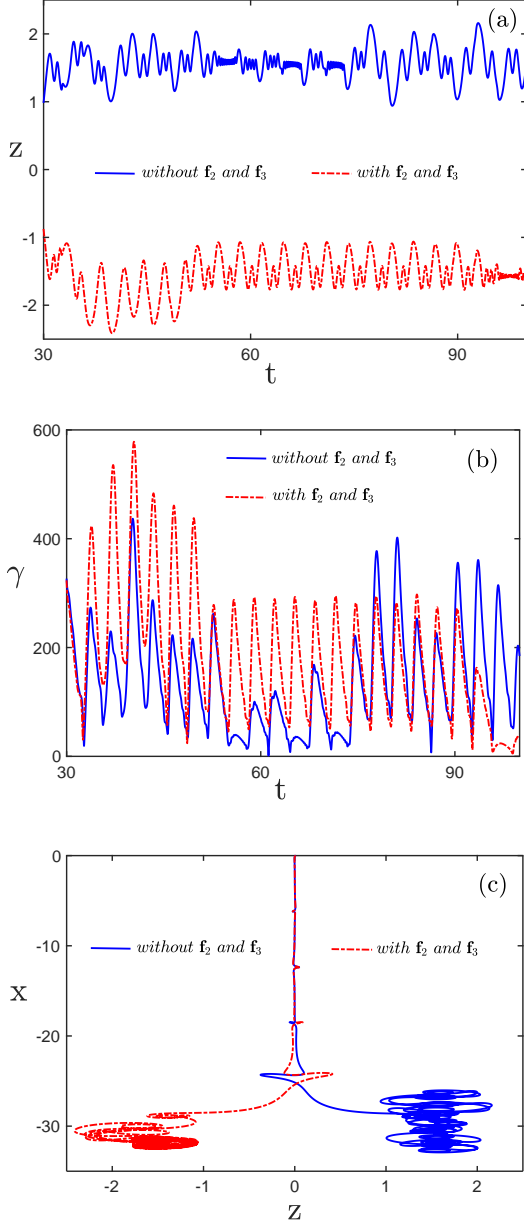 (a)
2
1
0
-1
-2
z
without f₂ and f₃ with f₂ and f₃
30 60 90
t
600
400
200
0
γ
(b)
without f₂ and f₃
with f₂ and f₃
30 60 90
t
0
-10
-20
-30
x
(c)
without f₂ and f₃ with f₂ and f₃
-2 -1 0 1 2
z